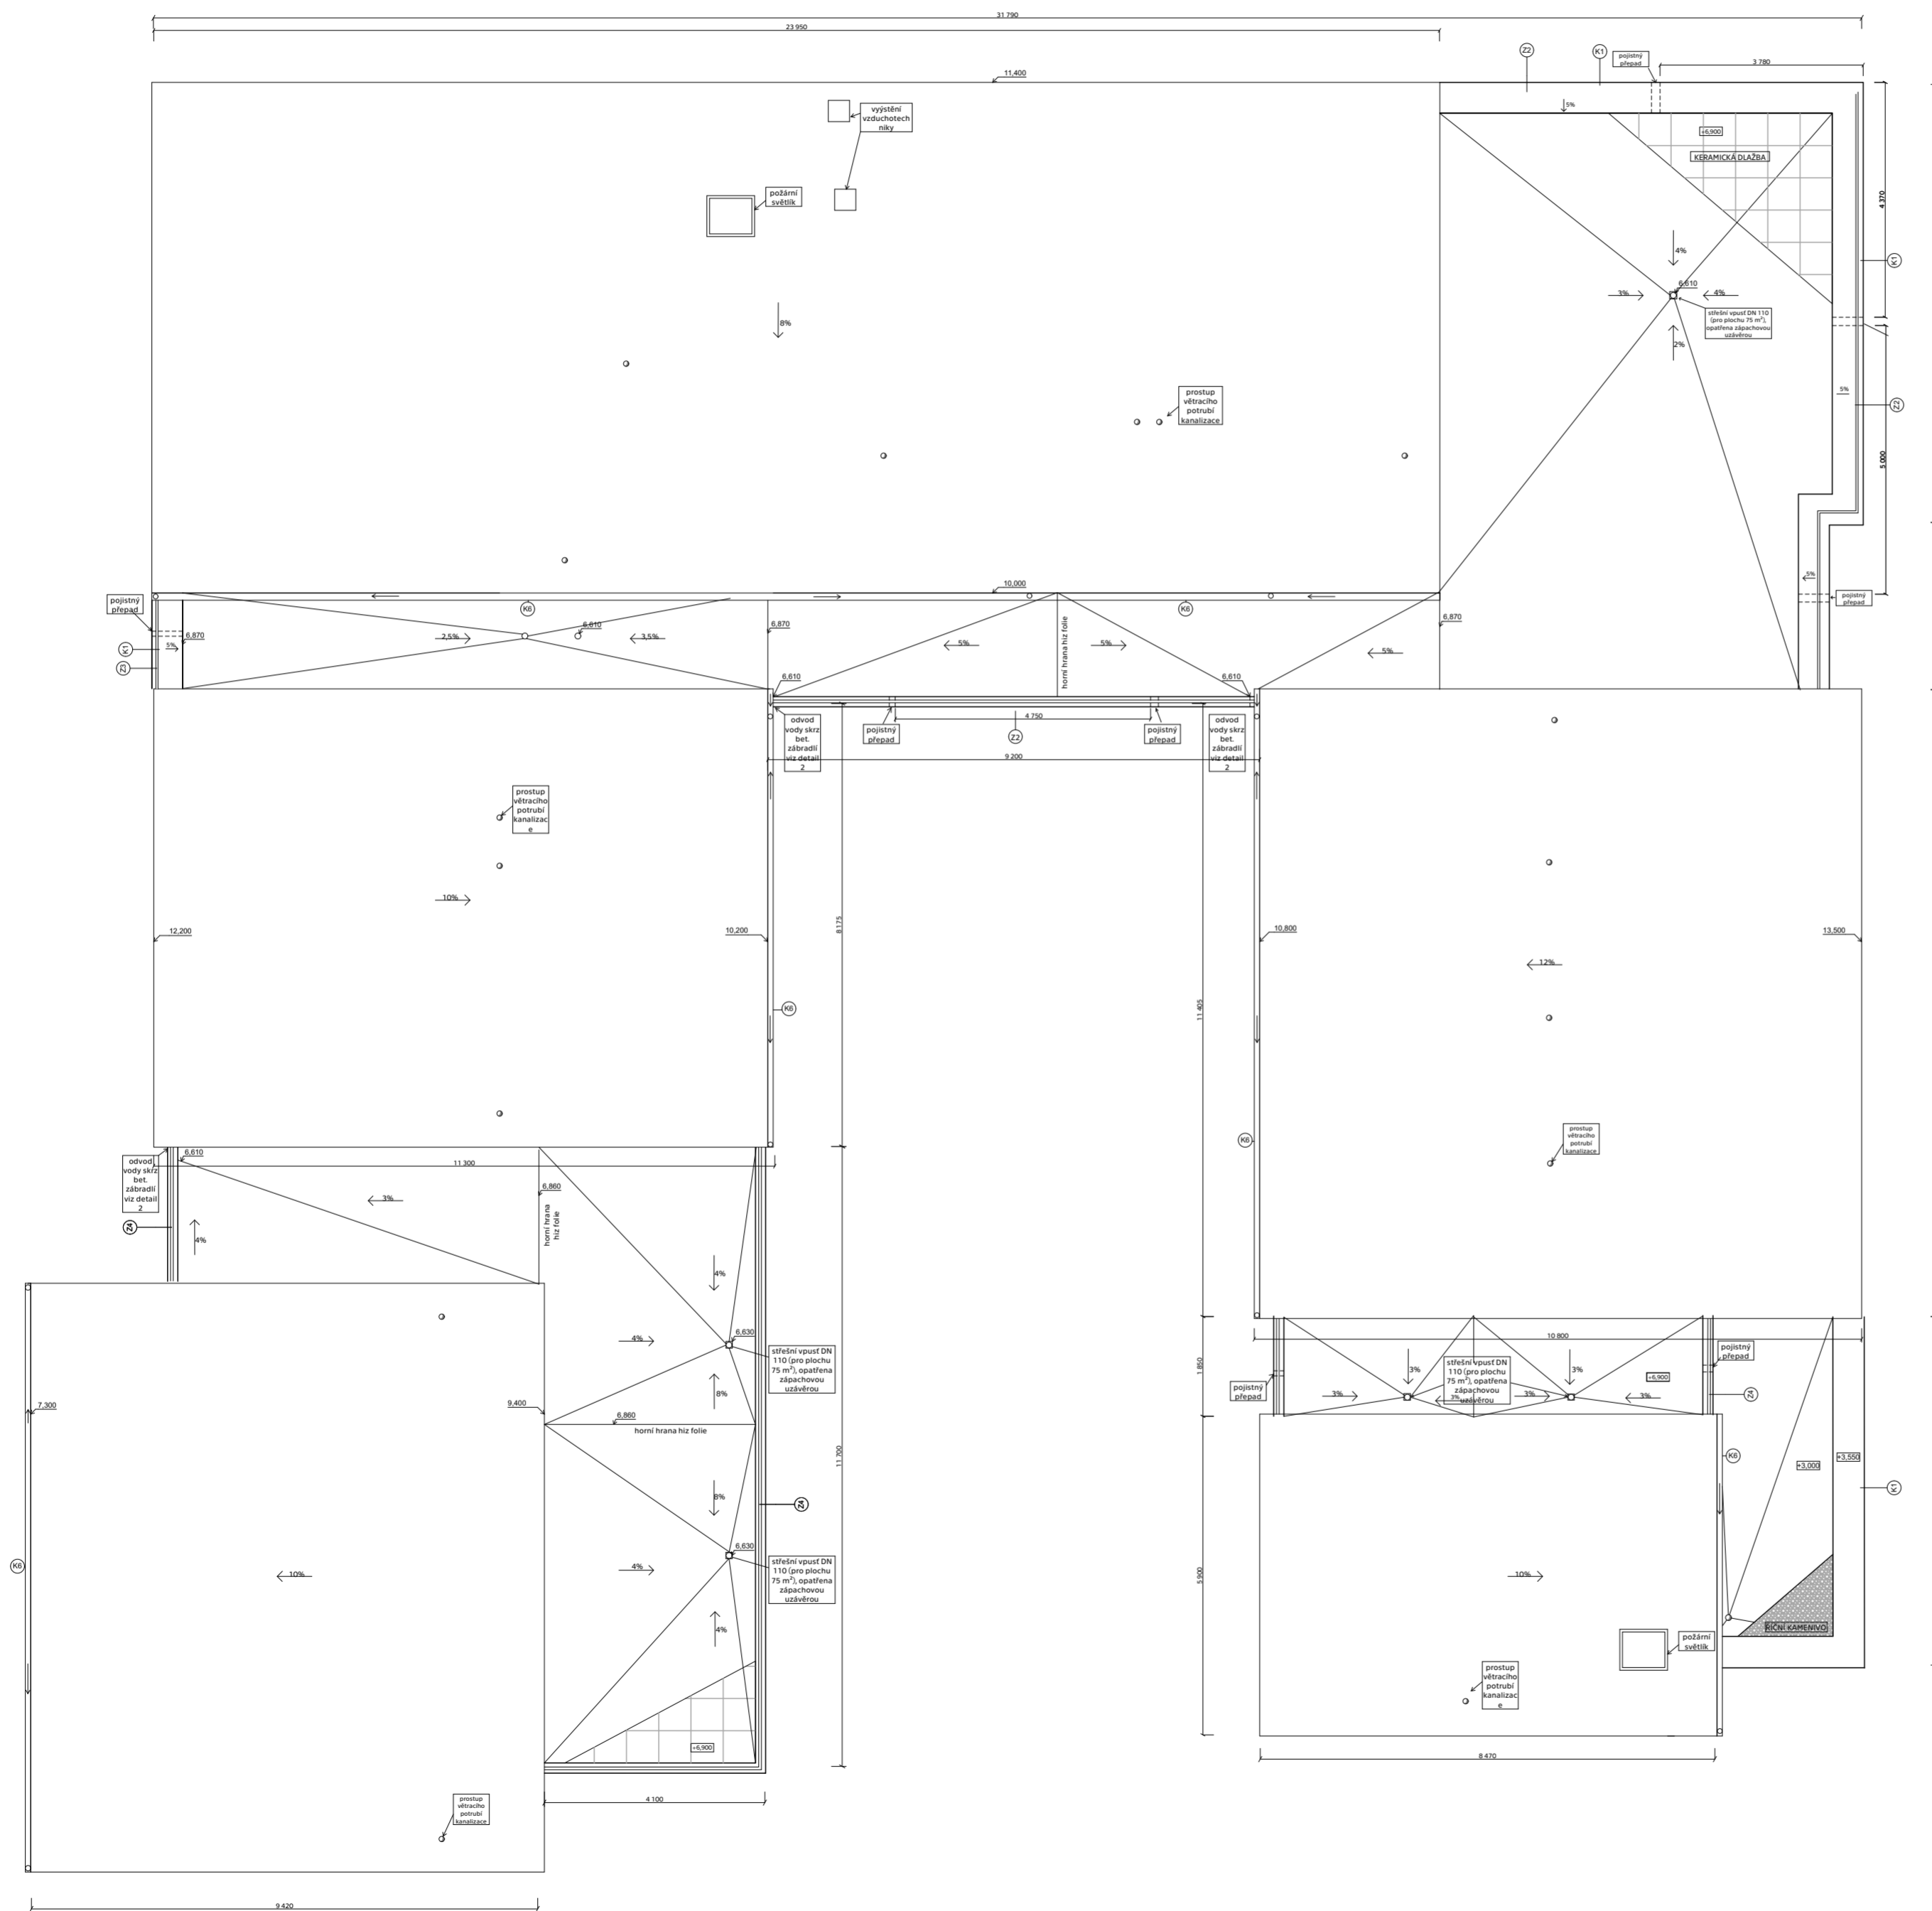 31 790
23 950
Z2
K1
pojistný
přepad
3 780
11,400
5%
vyýstění
vzduchotech
niky
+6,900
KERAMICKÁ DLAŽBA
4 370
požární
světlík
4%
K1
6,610
3%
4%
střešní vpusť DN 110
(pro plochu 75 m²),
opatřena zápachovou
uzávěrou
8%
2%
5%
Z2
prostup
větracího
potrubí
kanalizace
5 000
5%
10,000
pojistný
přepad
pojistný
přepad
K6
K6
6,610
6,870
6,870
6,870
2,5%
3,5%
5%
K1
Z3
5%
5%
horní hrana hiz folie
5%
6,610
6,610
odvod
vody skrz
bet.
zábradlí
viz detail
2
pojistný
přepad
4 750
Z2
pojistný
přepad
odvod
vody skrz
bet.
zábradlí
viz detail
2
9 200
prostup
větracího
potrubí
kanalizac
e
10%
12,200
10,200
8 175
10,800
13,500
12%
K6
11 405
K6
prostup
větracího
potrubí
kanalizace
odvod
vody skrz
bet.
zábradlí
viz detail
2
6,610
11 300
6,860
3%
horní hrana
hiz folie
Z4
4%
4%
6,630
4%
střešní vpusť DN
110 (pro plochu
75 m²), opatřena
zápachovou
uzávěrou
8%
10 800
1 850
pojistný
přepad
3%
střešní vpusť DN
110 (pro plochu
75 m²), opatřena
zápachovou
uzávěrou
3%
+6,900
pojistný
přepad
3%
3%
3%
3%
Z4
7,300
9,400
6,860
horní hrana hiz folie
11 700
K6
+3,000
+3,550
K1
8%
Z4
6,630
K6
10%
4%
střešní vpusť DN
110 (pro plochu
75 m²), opatřena
zápachovou
uzávěrou
5 900
10%
4%
ŘÍČNÍ KAMENIVO
požární
světlík
prostup
větracího
potrubí
kanalizac
e
+6,900
8 470
prostup
větracího
potrubí
kanalizace
4 100
9 420